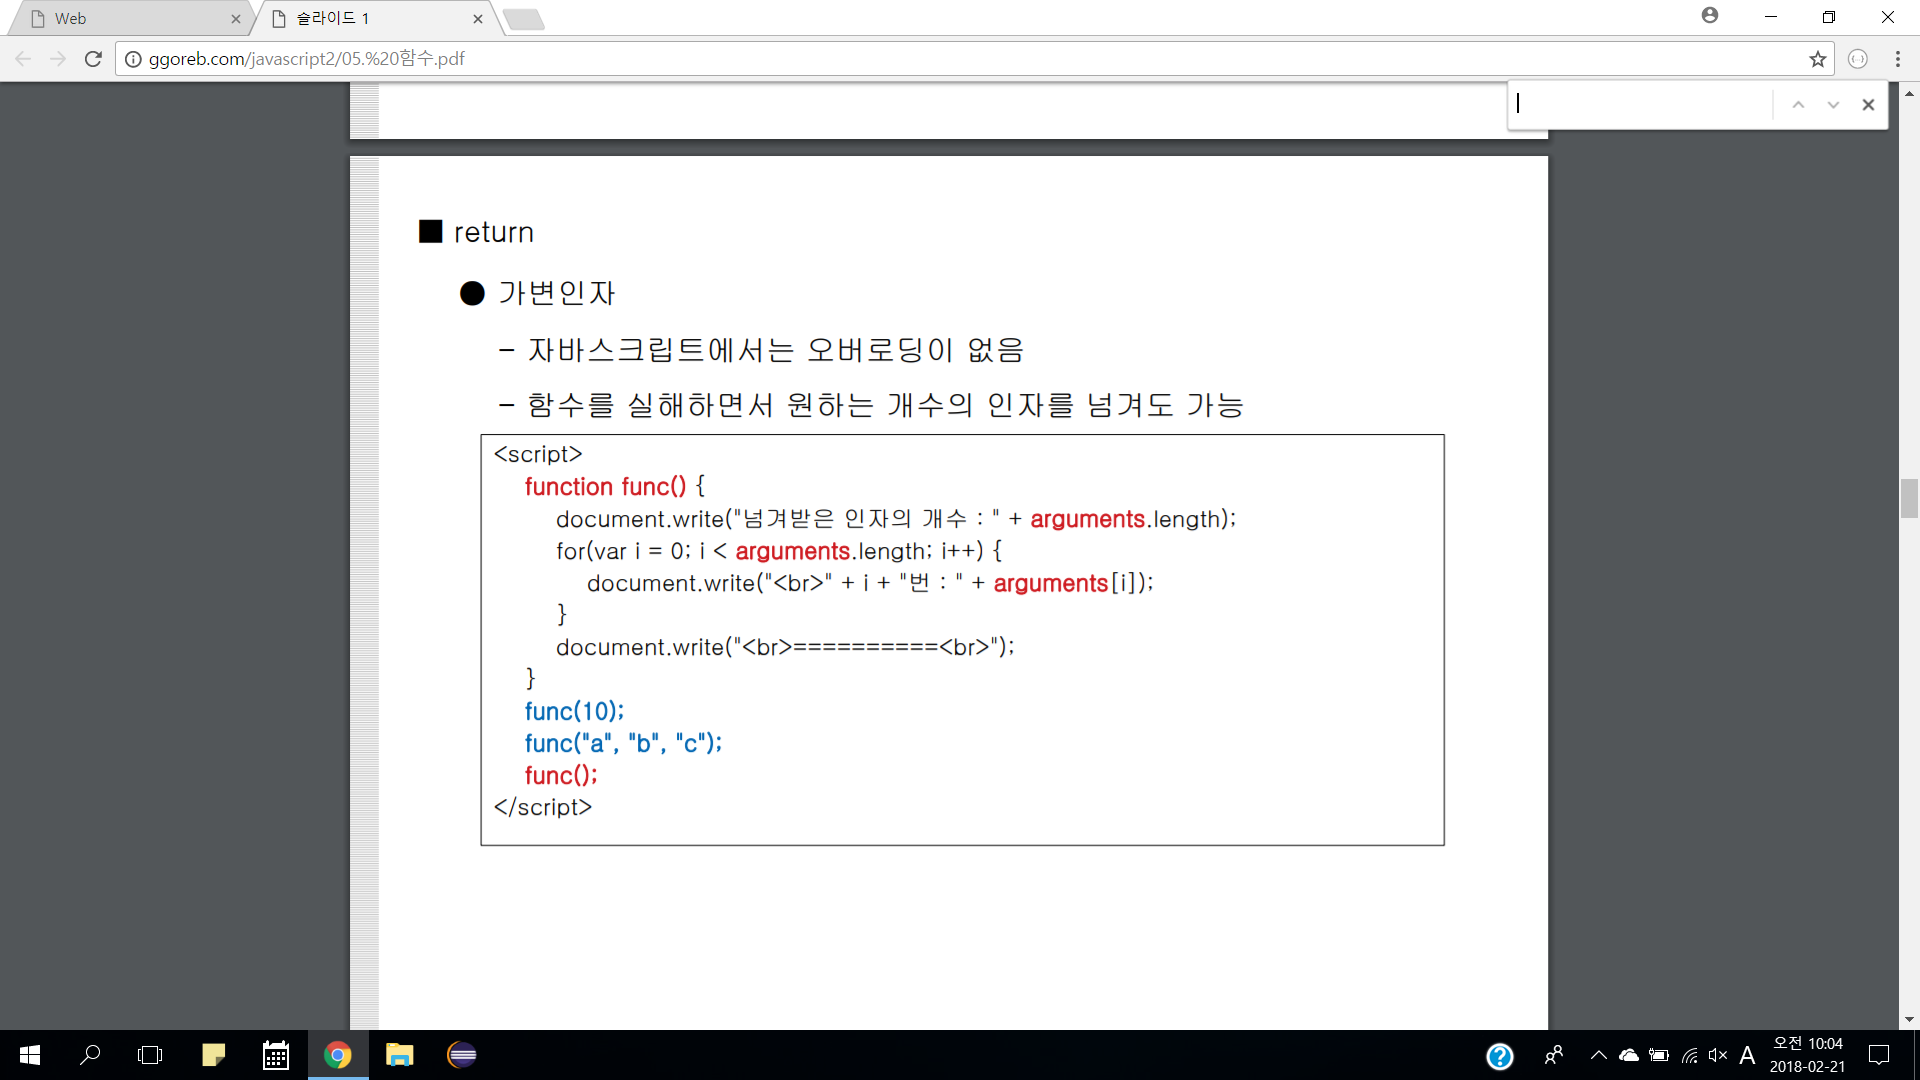 Web
슬라이드 1
ggoreb.com/javascript2/05.%20함수.pdf
■ return
● 가변인자
– 자바스크립트에서는 오버로딩이 없음
– 함수를 실해하면서 원하는 개수의 인자를 넘겨도 가능
<script>
function func() {
document.write("넘겨받은 인자의 개수 : " + arguments.length);
for(var i = 0; i < arguments.length; i++) {
document.write("<br>" + i + "번 : " + arguments[i]);
}
document.write("<br>==========<br>");
}
func(10);
func("a", "b", "c");
func();
</script>
A
오전 10:04
2018-02-21